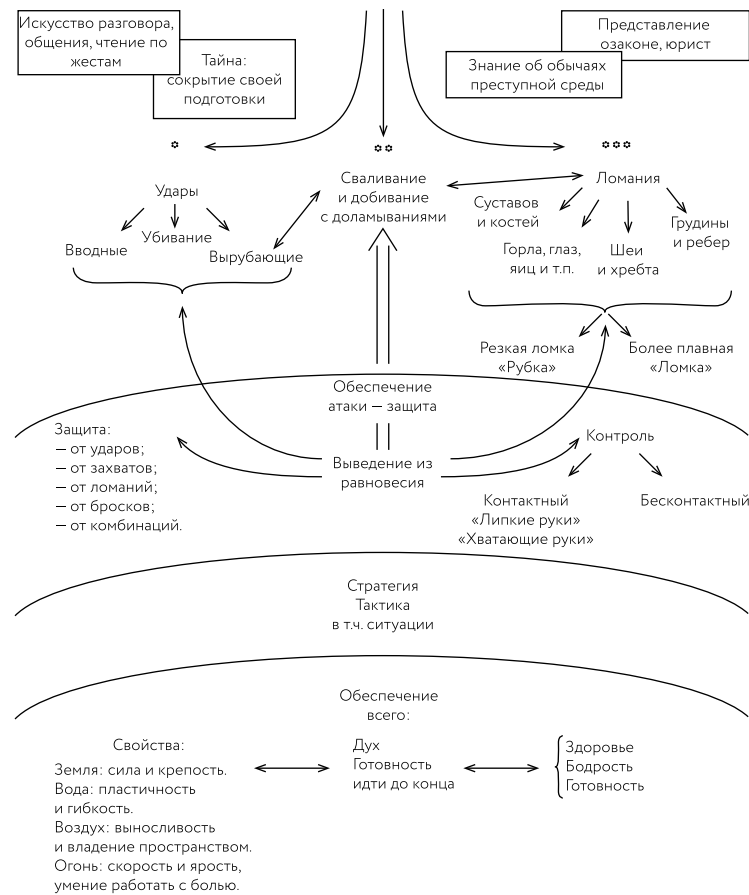 Искусство разговора,
общения, чтение по
жестам
Тайна:
сокрытие своей
подготовки
Представление
озаконе, юрист
Знание об обычаях
преступной среды
Удары
Вводные
Убивание
Вырубающие
Сваливание
и добивание
с доламываниями
Ломания
Суставов
и костей
Горла, глаз,
яиц и т.п.
Шеи
и хребта
Грудины
и ребер
Резкая ломка
«Рубка»
Более плавная
«Ломка»
Обеспечение
атаки — защита
Защита:
— от ударов;
— от захватов;
— от ломаний;
— от бросков;
— от комбинаций.
Выведение из
равновесия
Контроль
Контактный
«Липкие руки»
«Хватающие руки»
Бесконтактный
Стратегия
Тактика
в т.ч. ситуации
Обеспечение
всего:
Свойства:
Земля: сила и крепость.
Вода: пластичность
и гибкость.
Воздух: выносливость
и владение пространством.
Огонь: скорость и ярость,
умение работать с болью.
Дух
Готовность
идти до конца
Здоровье
Бодрость
Готовность